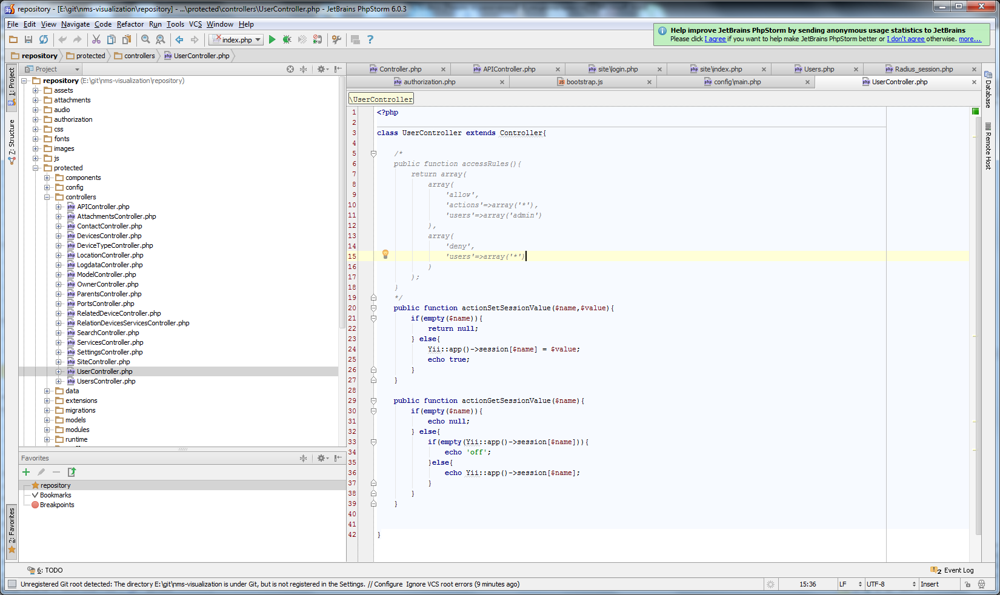 repository - [E:\git\nms-visualization\repository] - ...\protected\controllers\UserController.php - JetBrains PhpStorm 6.0.3
File Edit View Navigate Code Refactor Run Tools VCS Window Help
index.php
Help improve JetBrains PhpStorm by sending anonymous usage statistics to JetBrains
Please click I agree if you want to help make JetBrains PhpStorm better or I don't agree otherwise. more...
repository protected controllers UserController.php
1: Project
7: Structure
2: Favorites
Project
repository (E:\git\nms-visualization\repository)
assets
attachments
audio
authorization
css
fonts
images
js
protected
components
config
controllers
APIController.php
AttachmentsController.php
ContactController.php
DevicesController.php
DeviceTypeController.php
LocationController.php
LogdataController.php
ModelController.php
OwnerController.php
ParentsController.php
PortsController.php
RelatedDeviceController.php
RelationDevicesServicesController.php
SearchController.php
ServicesController.php
SettingsController.php
SiteController.php
UserController.php
UsersController.php
data
extensions
migrations
models
modules
runtime
Favorites
repository
Bookmarks
Breakpoints
Controller.php APIController.php site\login.php site\index.php Users.php Radius_session.php
authorization.php bootstrap.js config\main.php UserController.php
\UserController
1 <?php
2
3 class UserController extends Controller{
4
5 /*
6 public function accessRules(){
7 return array(
8 array(
9 'allow',
10 'actions'=>array('*'),
11 'users'=>array('admin')
12 ),
13 array(
14 'deny',
15 'users'=>array('*')
16 )
17 );
18 }
19 */
20 public function actionSetSessionValue($name,$value){
21 if(empty($name)){
22 return null;
23 } else{
24 Yii::app()->session[$name] = $value;
25 echo true;
26 }
27 }
28
29 public function actionGetSessionValue($name){
30 if(empty($name)){
31 echo null;
32 } else{
33 if(empty(Yii::app()->session[$name])){
34 echo 'off';
35 }else{
36 echo Yii::app()->session[$name];
37 }
38 }
39 }
40
41
42 }
Database
Remote Host
6: TODO
2 Event Log
Unregistered Git root detected: The directory E:\git\nms-visualization is under Git, but is not registered in the Settings. // Configure Ignore VCS root errors (9 minutes ago)
15:36 LF UTF-8 Insert